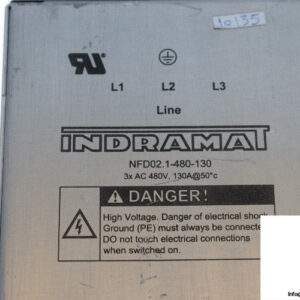 10135
L1 L2 L3
Line
INDRAMAT
NFD02.1-480-130
3x AC 480V, 130A@50°c
DANGER!
High Voltage. Danger of electrical shock
Ground (PE) must always be connecte
DO not touch electrical connections
when switched on.